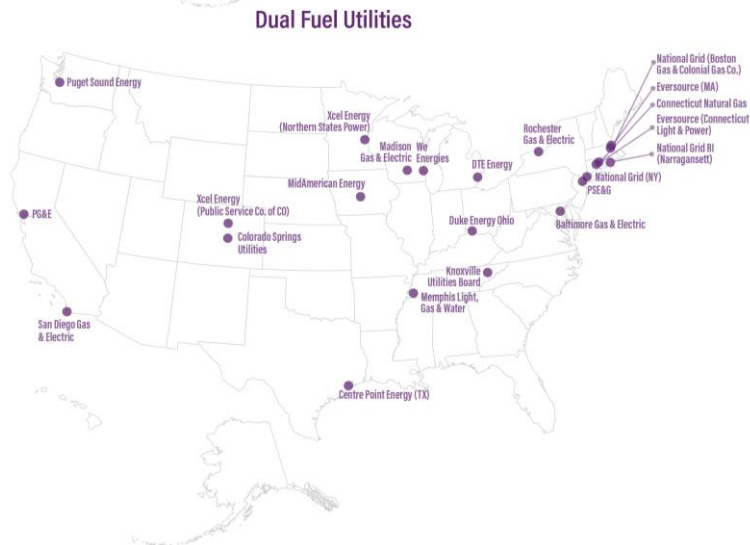 Dual Fuel Utilities
National Grid (Boston
Gas & Colonial Gas Co.)
Puget Sound Energy
Eversource (MA)
Connecticut Natural Gas
Xcel Energy
(Northern States Power)
Eversource (Connecticut
Light & Power)
Rochester
Gas & Electric
Madison
Gas & Electric
We
Energies
National Grid RI
(Narragansett)
DTE Energy
National Grid (NY)
MidAmerican Energy
PSE&G
Xcel Energy
(Public Service Co. of CO)
PG&E
Duke Energy Ohio
Baltimore Gas & Electric
Colorado Springs
Utilities
Knoxville
Utilities Board
Memphis Light,
Gas & Water
San Diego Gas
& Electric
Centre Point Energy (TX)